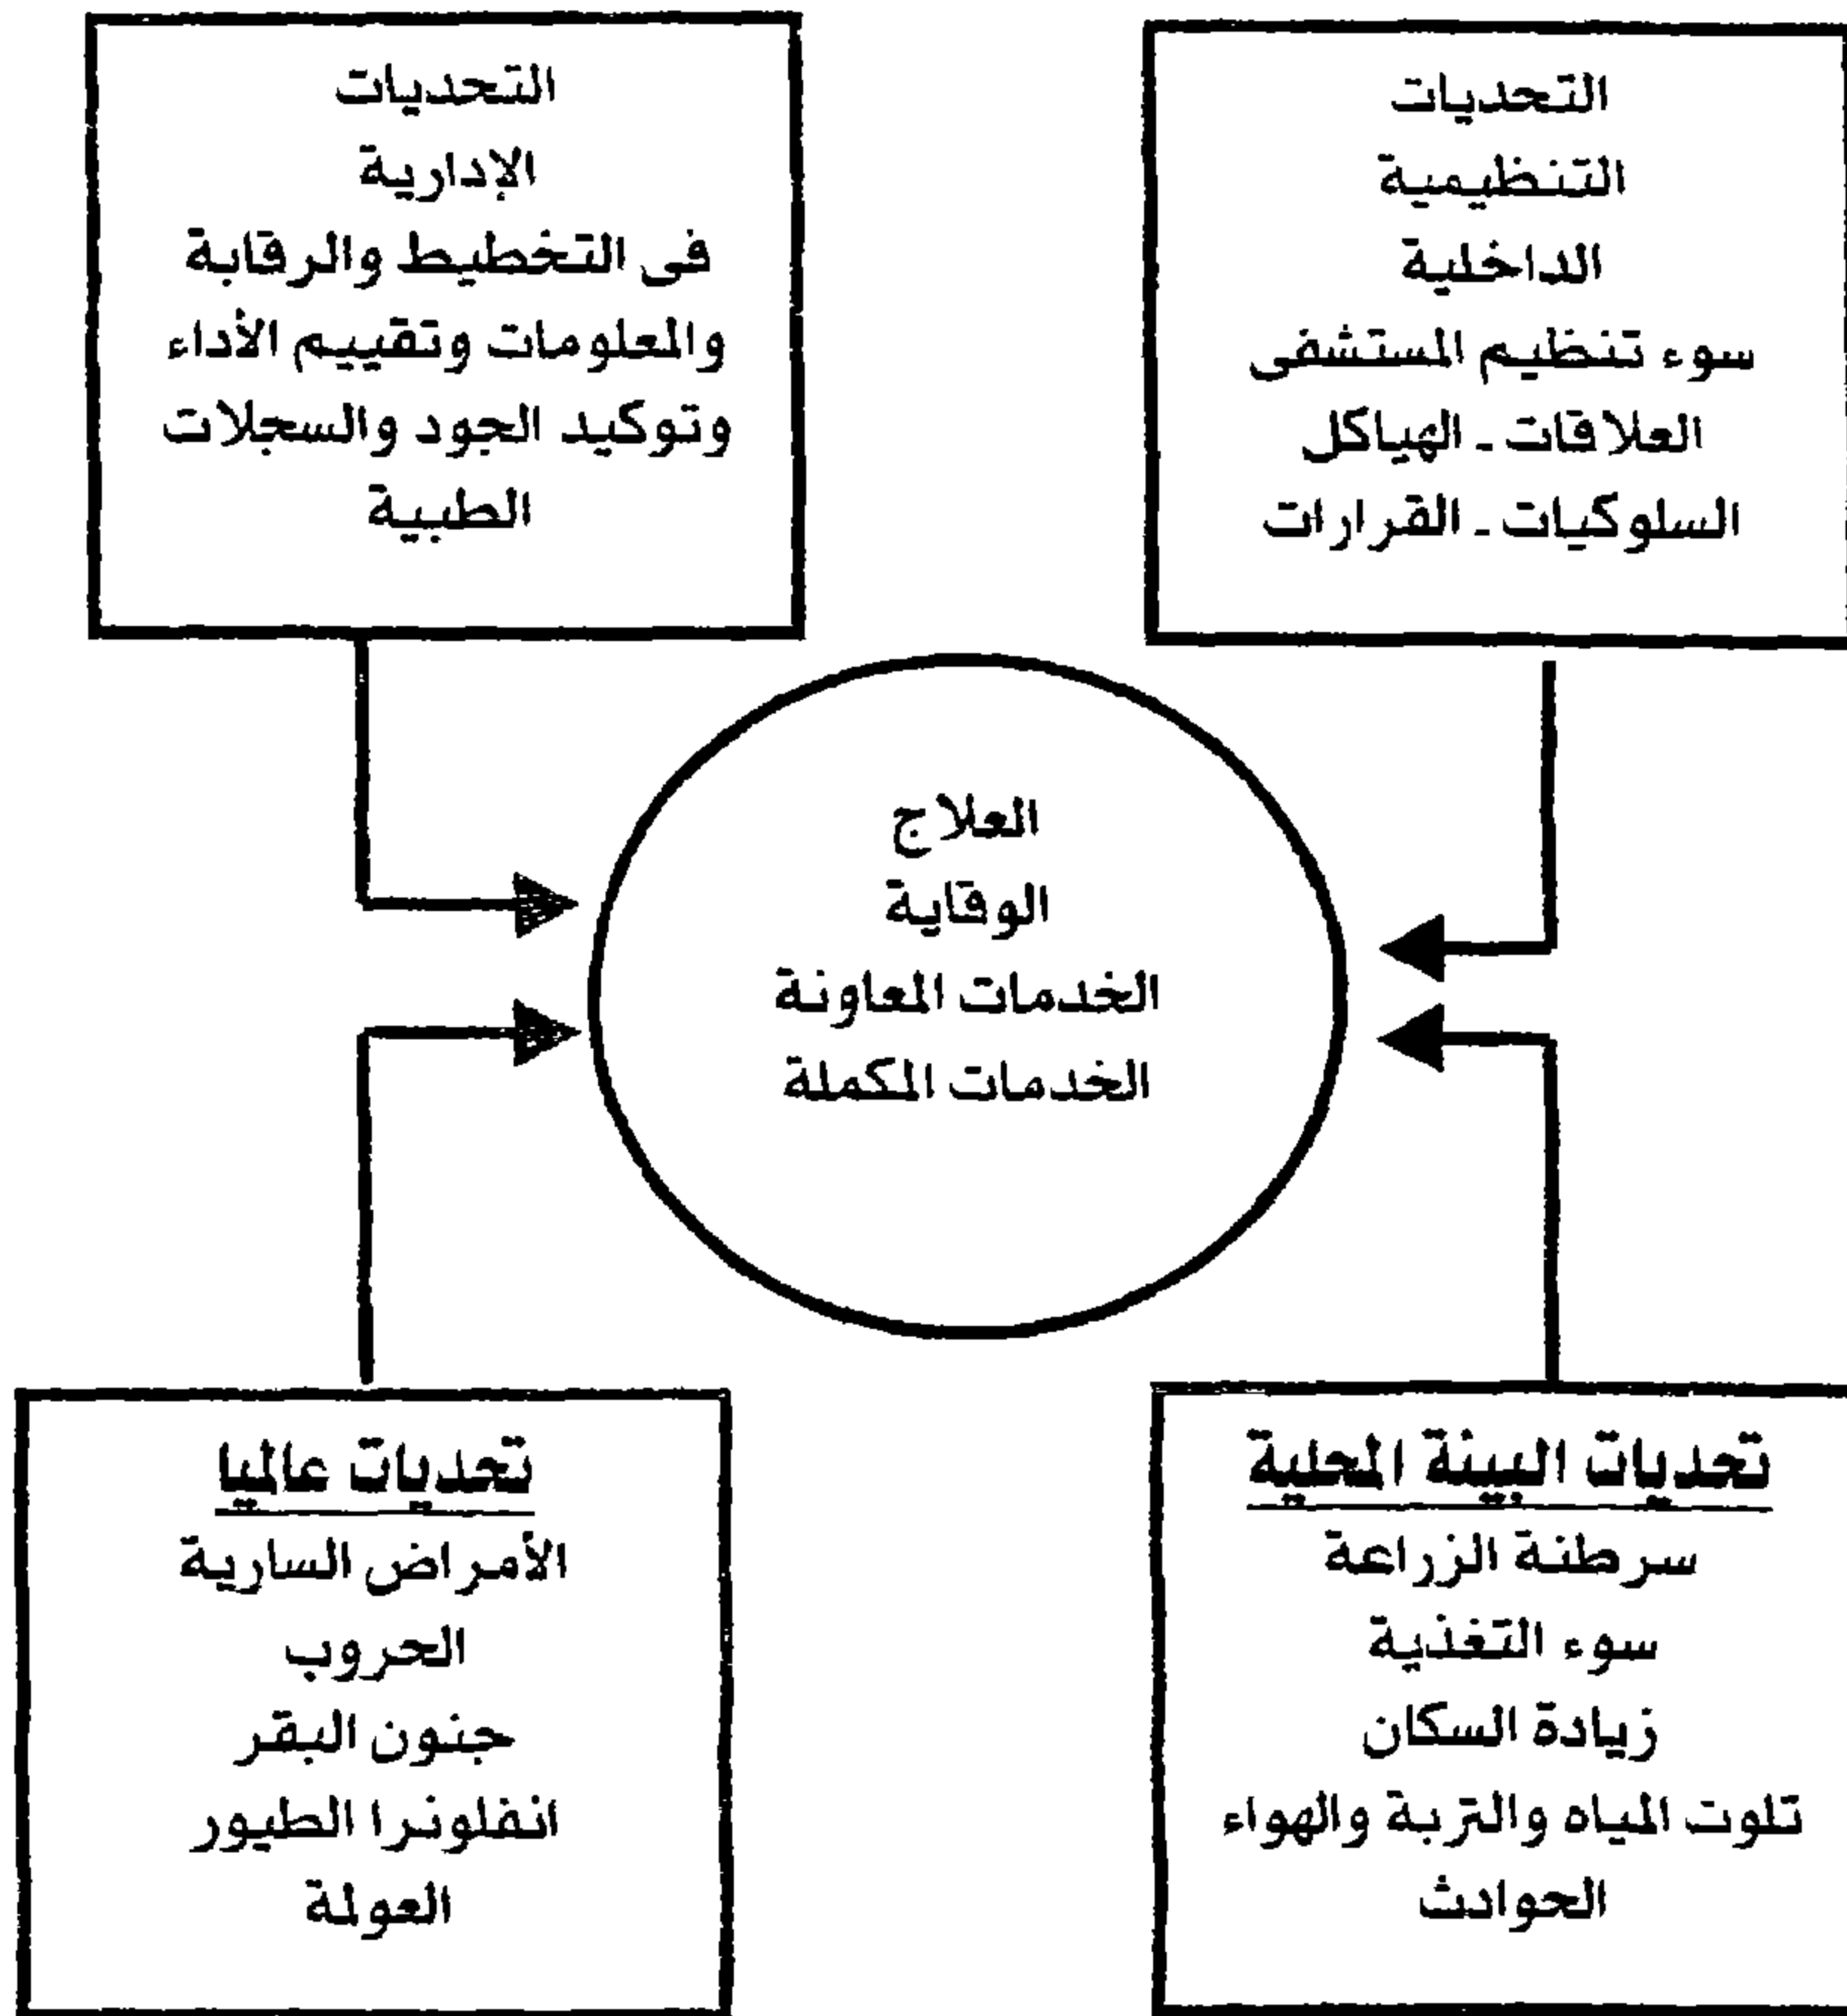 التحديات
التنظيمية
الداخلية
سوء تنظيم المستشفى
العلاقات - الهياكل
السلوكيات - القرارات
التحديات
الإدارية
فى التخطيط والرقابة
والمعلومات وتقييم الأداء
وتوكيد الجود والسجلات
الطبية
العلاج
الوقاية
الخدمات المعاونة
الخدمات المكملة
تحديات البيئة المحلية
سرطنة الزراعة
سوء التغذية
زيادة السكان
تلوت المياه والتربة والهواء
الحوادث
تحديات عالميا
الأمراض السارية
الحروب
جنون البقر
انفلونرا الطيور
العولمة